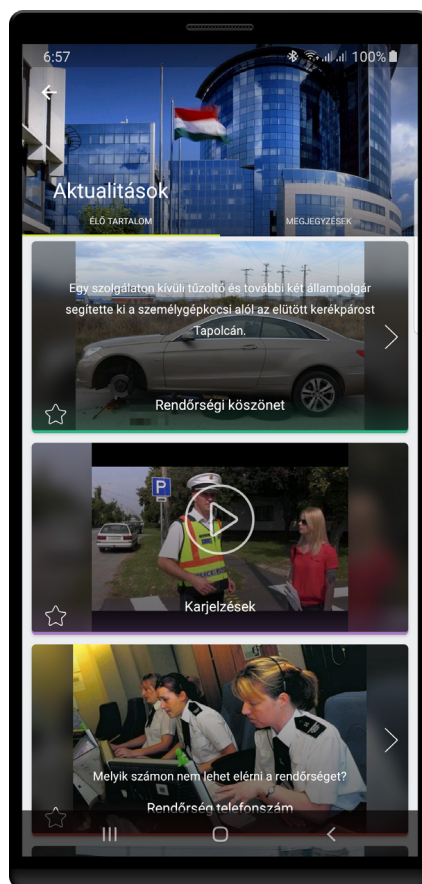 6:57
100%
Aktualitások
ÉLŐ TARTALOM
MEGJEGYZÉSEK
Egy szolgálaton kívüli tűzoltó és további két állampolgár
segítette ki a személygépkocsi alól az elütött kerékpárost
Tapolcán.
Rendőrségi köszönet
P
Karjelzések
Melyik számon nem lehet elérni a rendőrséget?
Rendőrség telefonszám